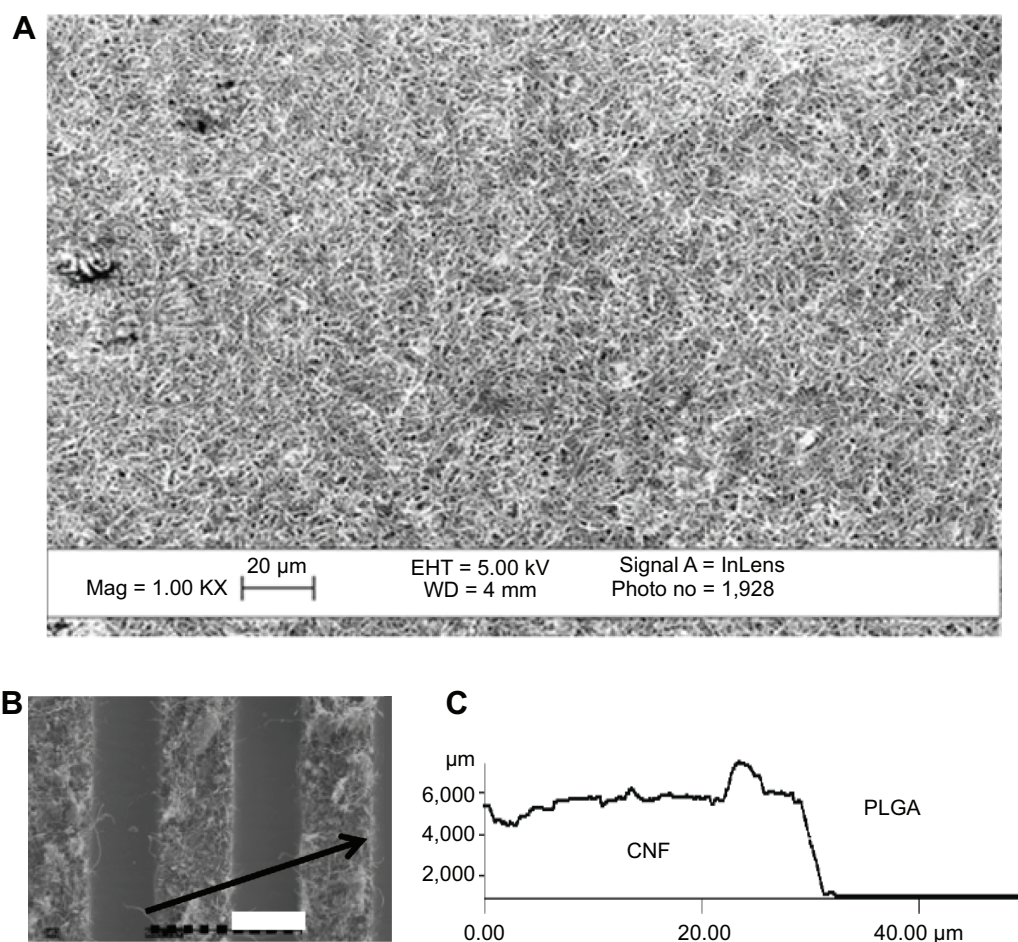 A
20 µm
Mag = 1.00 KX
EHT = 5.00 kV
WD = 4 mm
Signal A = InLens
Photo no = 1,928
B
C
µm
6,000
4,000
2,000
CNF
PLGA
0.00
20.00
40.00 µm